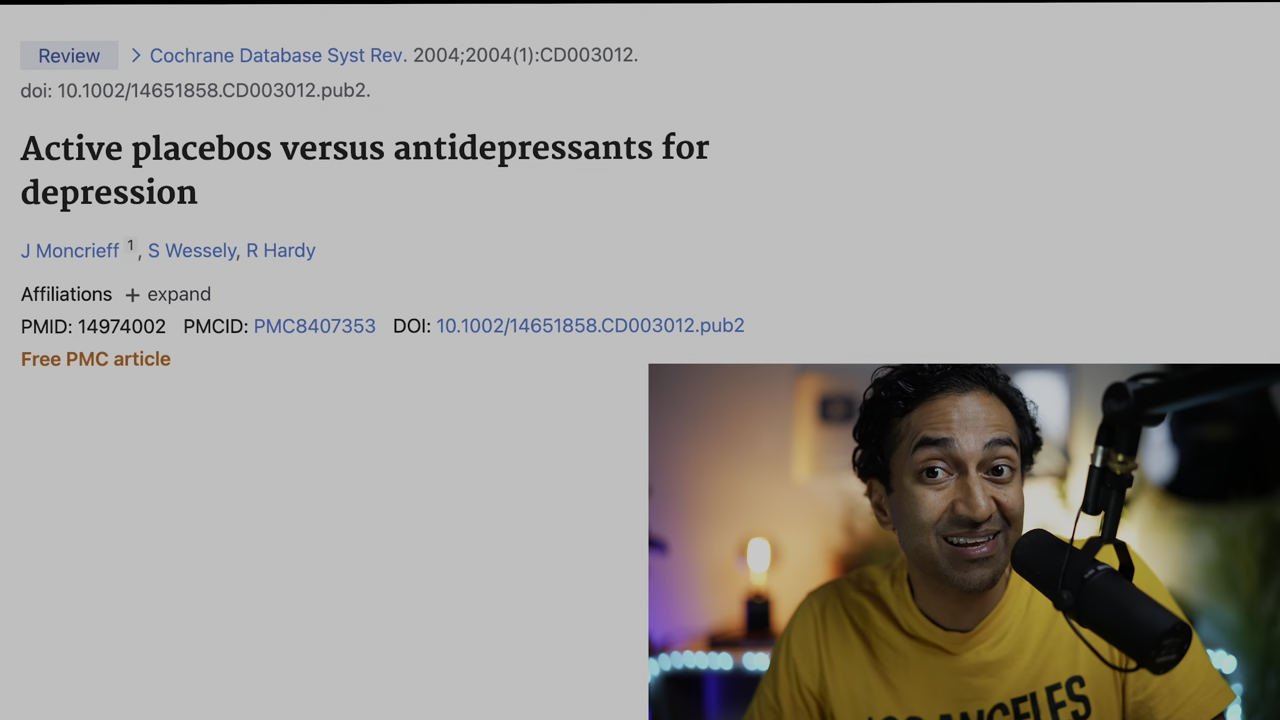 Review > Cochrane Database Syst Rev. 2004;2004(1):CD003012.
doi: 10.1002/14651858.CD003012.pub2.
Active placebos versus antidepressants for
depression
J Moncrieff 1, S Wessely, R Hardy
Affiliations + expand
PMID: 14974002 PMCID: PMC8407353 DOI: 10.1002/14651858.CD003012.pub2
Free PMC article
LOS ANGELES